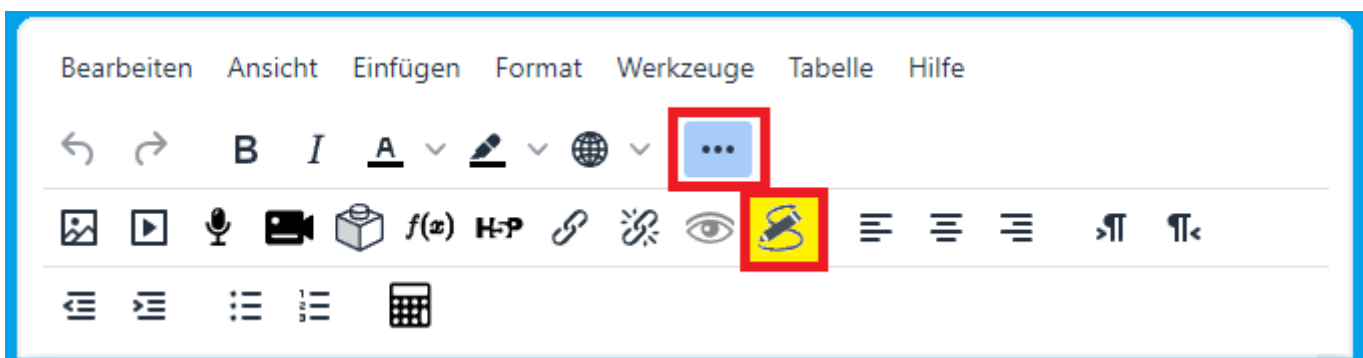 Bearbeiten Ansicht Einfügen Format Werkzeuge Tabelle Hilfe
B I A
f(x) H-P